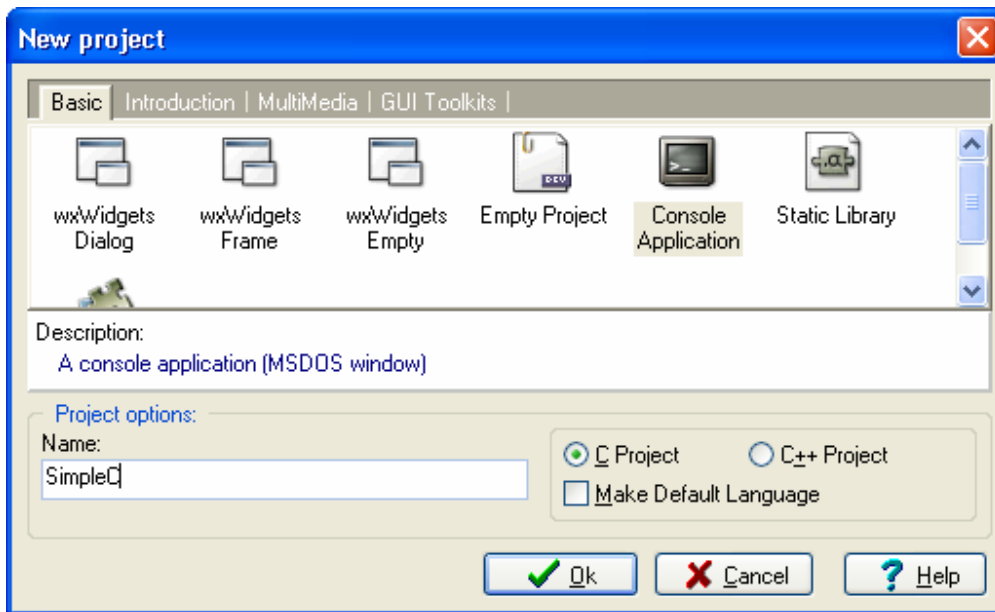 New project
Basic | Introduction | MultiMedia | GUI Toolkits |
wxWidgets Dialog
wxWidgets Frame
wxWidgets Empty
Empty Project
DEV
Console Application
>_
Static Library
.a
Description:
A console application (MSDOS window)
Project options:
Name:
SimpleC
C Project
C++ Project
Make Default Language
Ok
Cancel
? Help